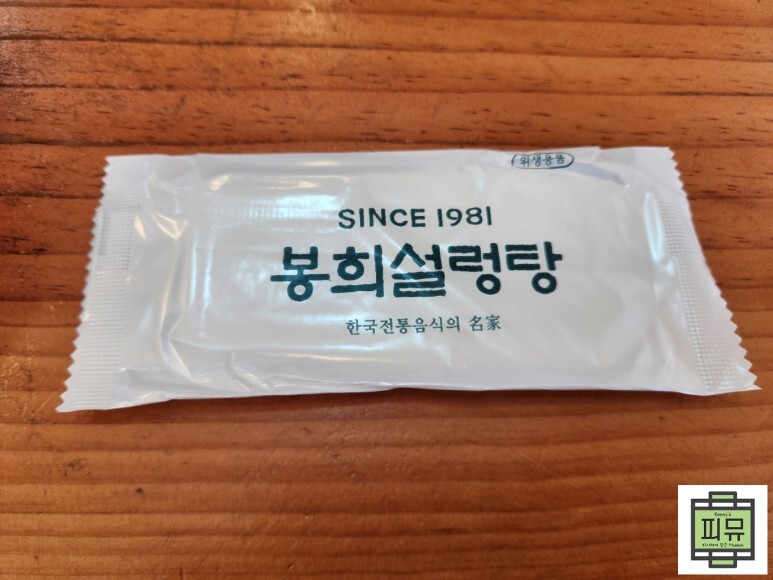 위생용품
SINCE 1981
봉희설렁탕
한국전통음식의 名家
Kenny's
피뮤